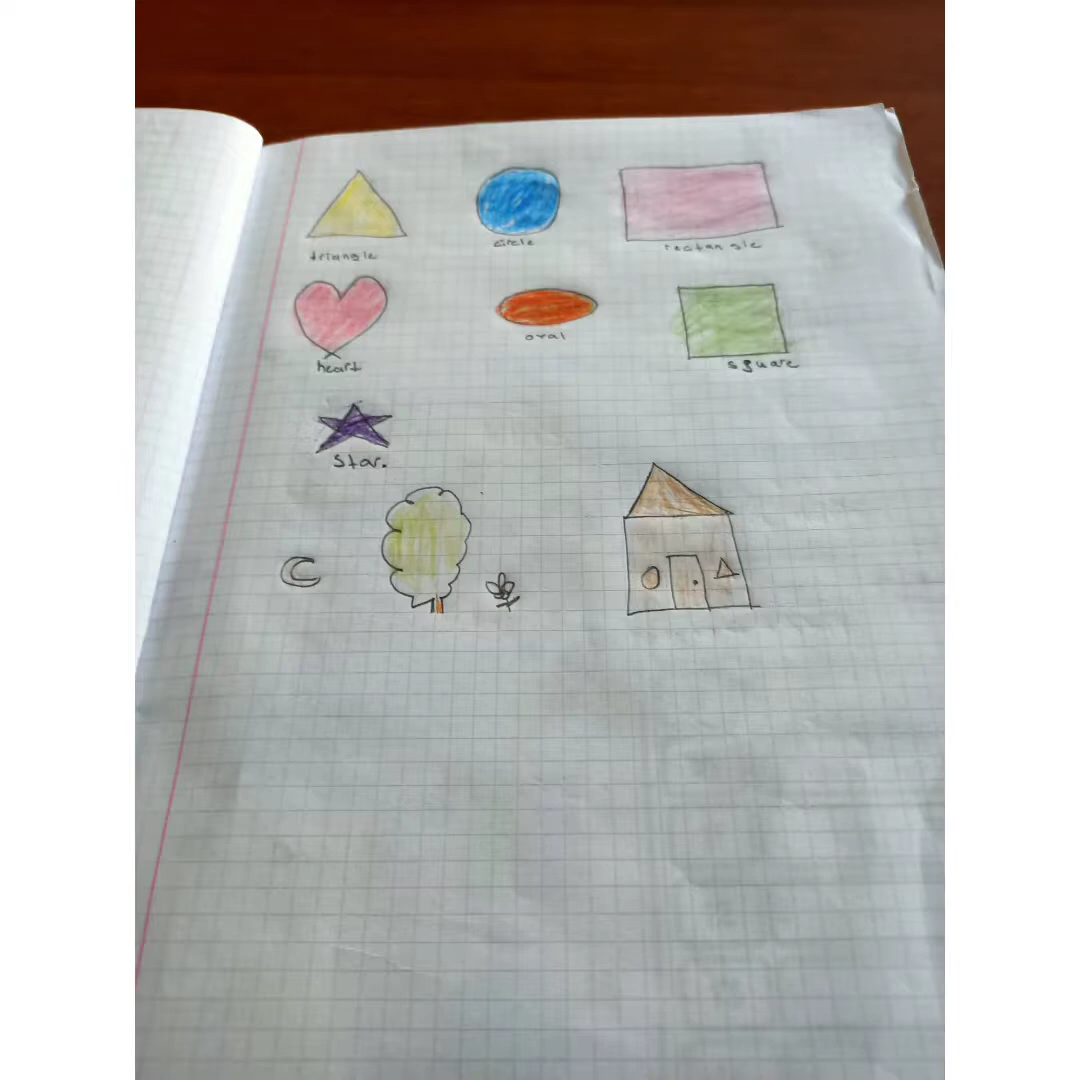 triangle
circle
rectangle
heart
oval
square
star.